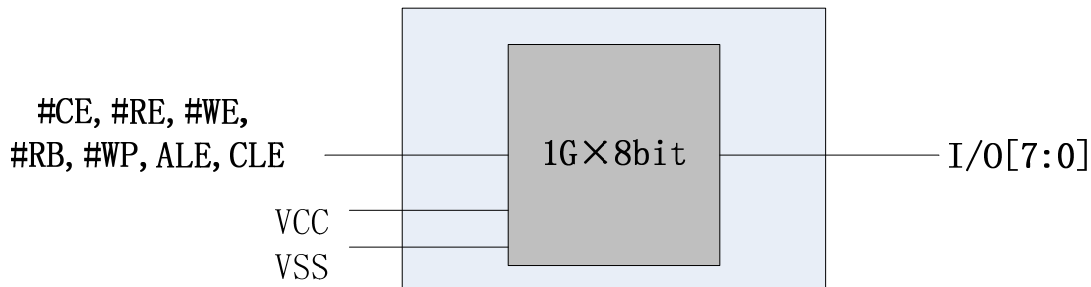 #CE, #RE, #WE,
#RB, #WP, ALE, CLE
1G×8bit
I/O[7:0]
VCC
VSS